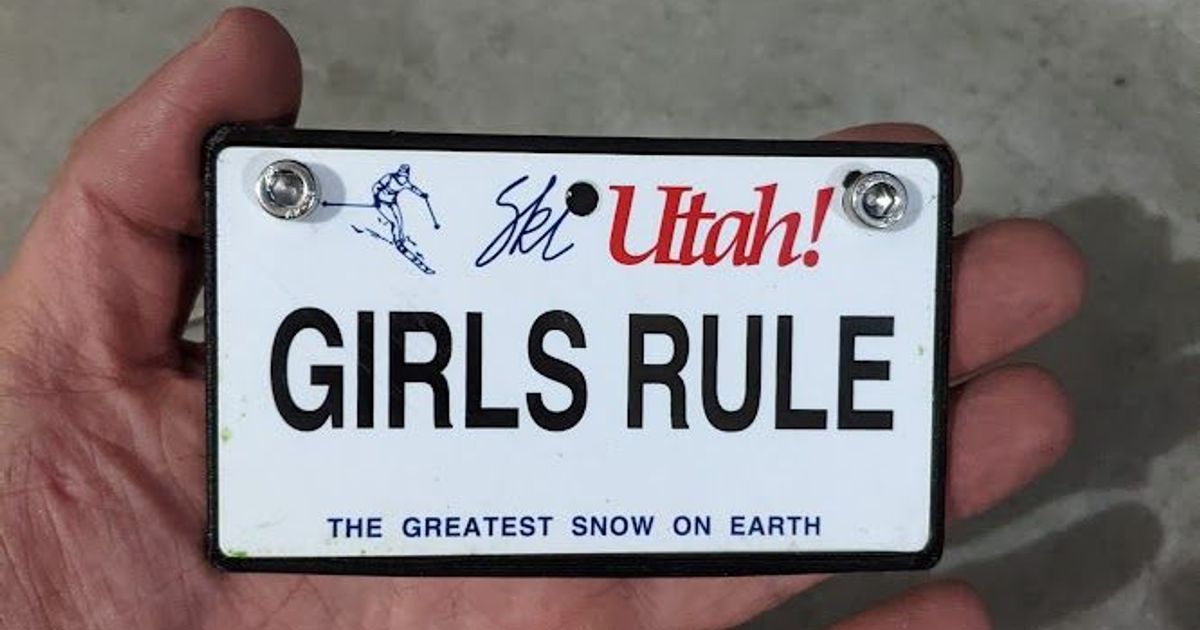 Ski Utah!
GIRLS RULE
THE GREATEST SNOW ON EARTH